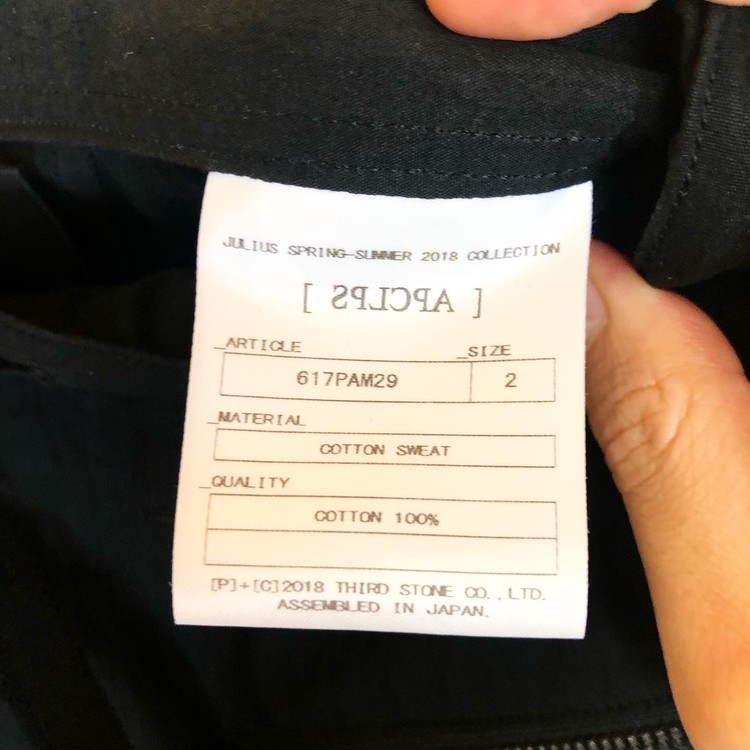 JULIUS SPRING-SUMMER 2018 COLLECTION
[ APCLPS ]
_ARTICLE _SIZE
617PAM29 2
_MATERIAL
COTTON SWEAT
_QUALITY
COTTON 100%
[P]+[C]2018 THIRD STONE CO.,LTD.
ASSEMBLED IN JAPAN.